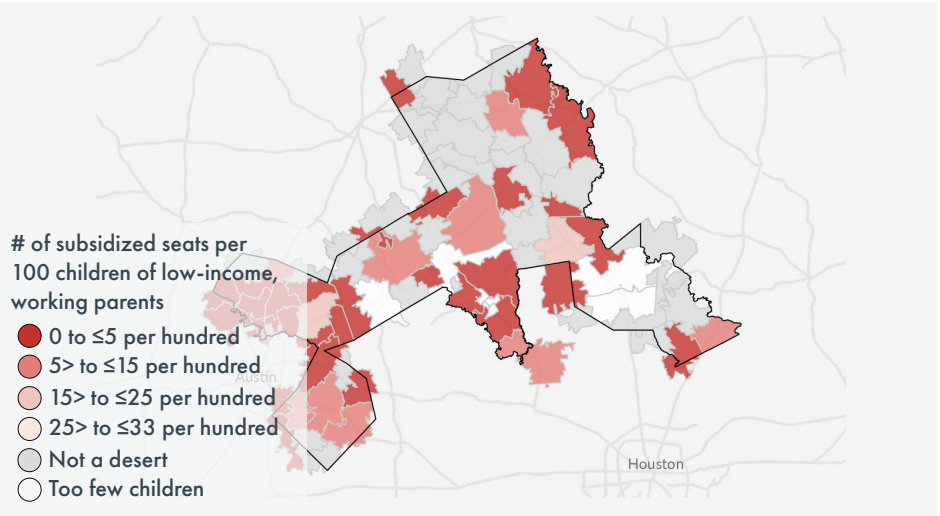 # of subsidized seats per
100 children of low-income,
working parents
0 to ≤5 per hundred
5> to ≤15 per hundred
Austin
15> to ≤25 per hundred
25> to ≤33 per hundred
Not a desert
Too few children
Houston